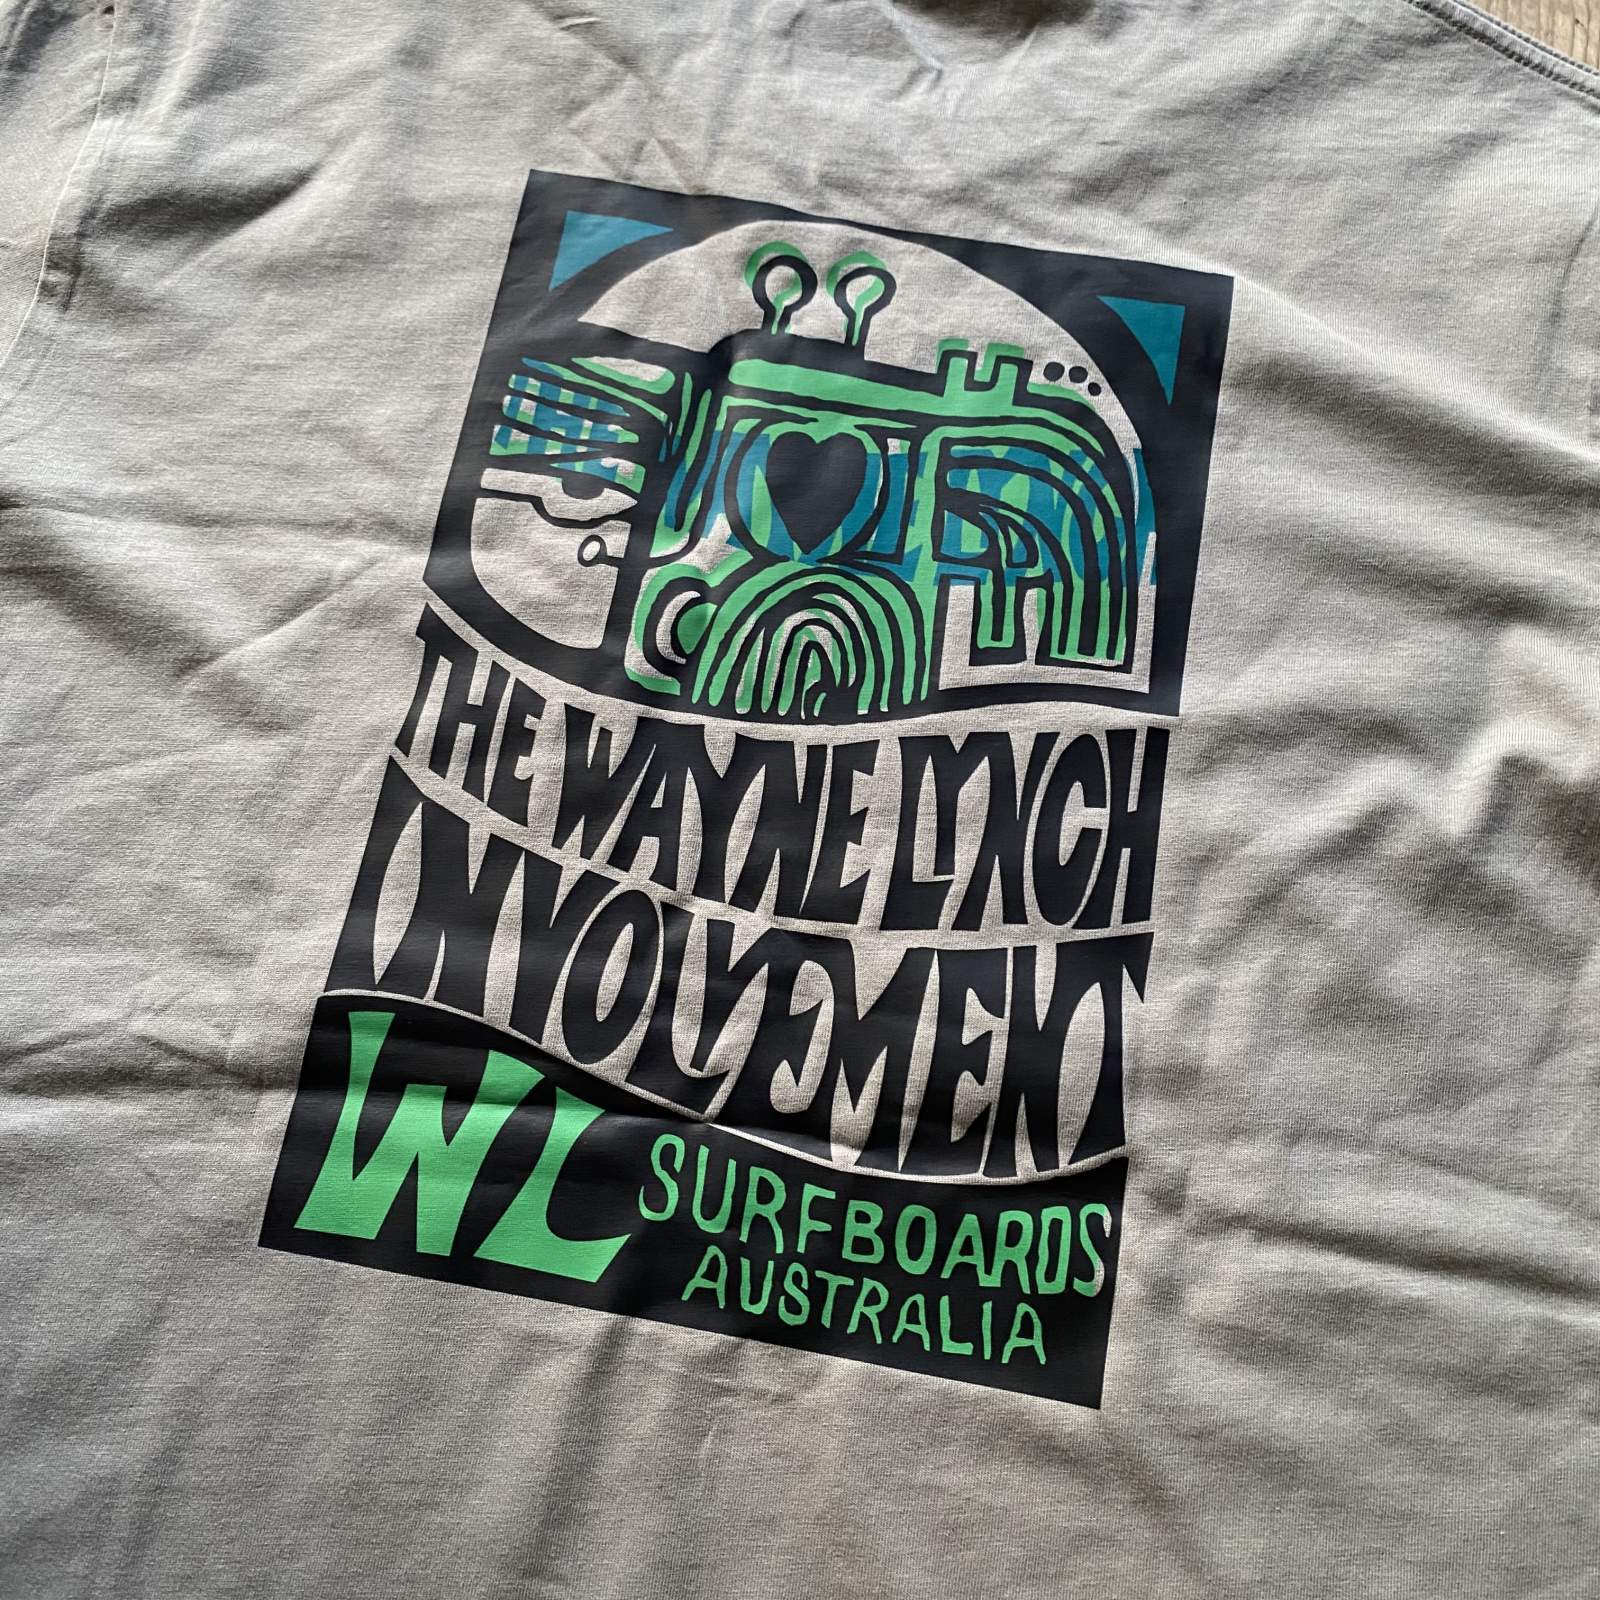 THE WAYNE LYNCH
INVOLVEMENT
WL SURFBOARDS
AUSTRALIA